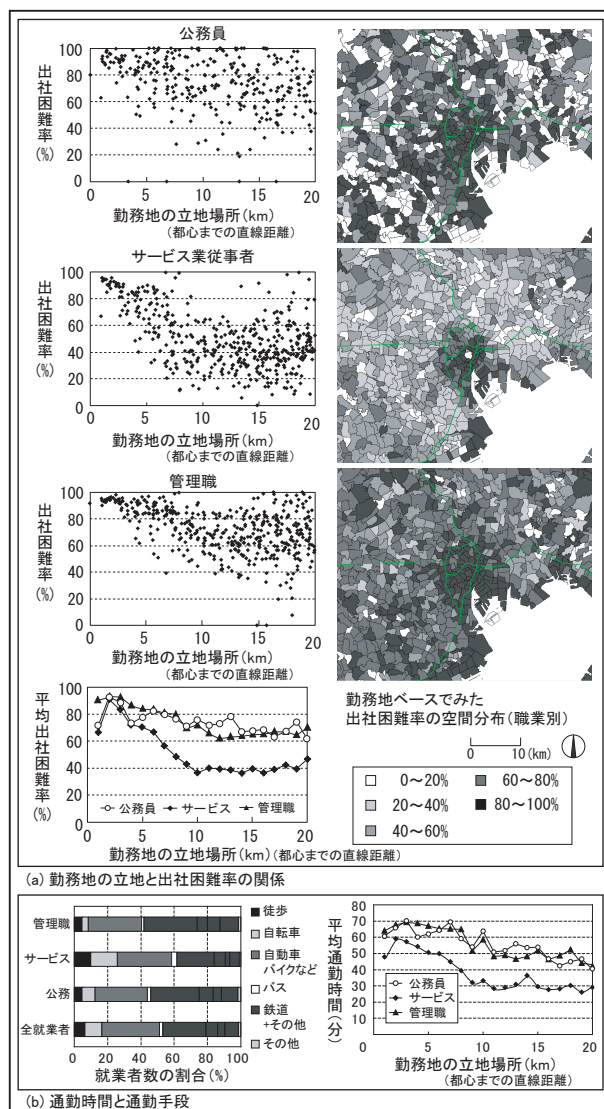 公務員
出社困難率(%)
100
80
60
40
20
0
0 5 10 15 20
勤務地の立地場所(km)
(都心までの直線距離)
サービス業従事者
出社困難率(%)
100
80
60
40
20
0
0 5 10 15 20
勤務地の立地場所(km)
(都心までの直線距離)
管理職
出社困難率(%)
100
80
60
40
20
0
0 5 10 15 20
勤務地の立地場所(km)
(都心までの直線距離)
平均出社困難率(%)
100
80
60
40
20
0
公務員 サービス 管理職
0 5 10 15 20
勤務地の立地場所(km)(都心までの直線距離)
勤務地ベースでみた
出社困難率の空間分布(職業別)
0 10(km)
0~20%
20~40%
40~60%
60~80%
80~100%
(a) 勤務地の立地と出社困難率の関係
管理職
サービス
公務
全就業者
0 20 40 60 80 100
就業者数の割合(%)
徒歩
自転車
自動車
バイクなど
バス
鉄道
+その他
その他
平均通勤時間(分)
80
70
60
50
40
30
20
10
0
公務員
サービス
管理職
0 5 10 15 20
勤務地の立地場所(km)
(都心までの直線距離)
(b) 通勤時間と通勤手段